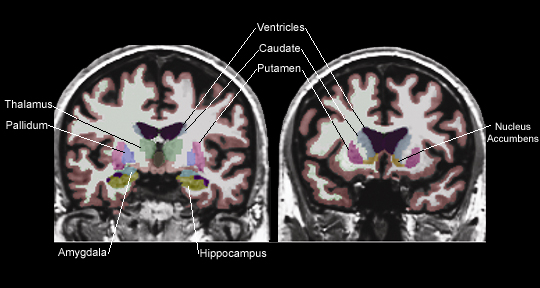 Ventricles
Caudate
Putamen
Thalamus
Pallidum
Nucleus
Accumbens
Amygdala
Hippocampus